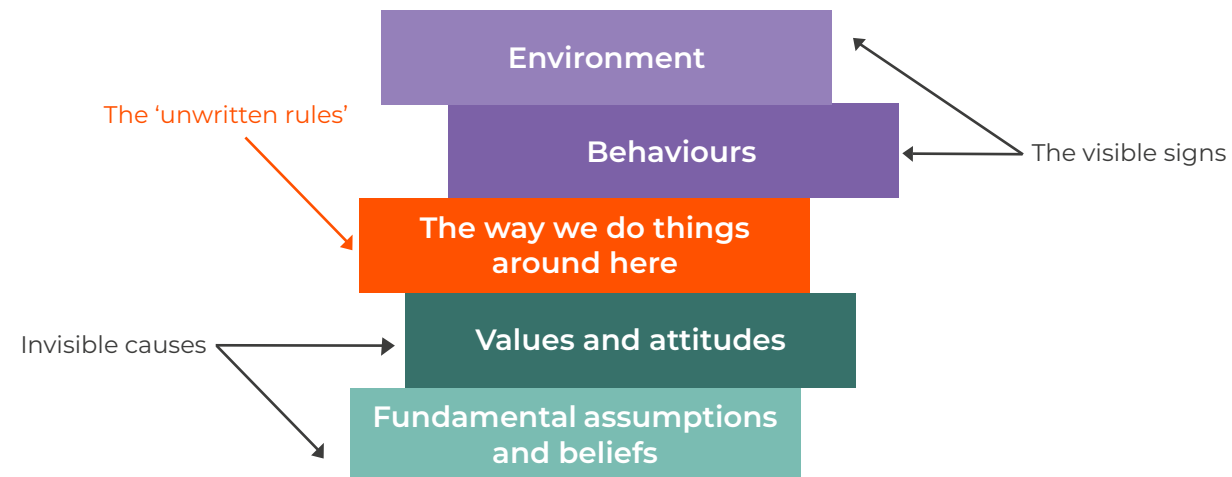 Environment
The ‘unwritten rules’
Behaviours
The visible signs
The way we do things
around here
Values and attitudes
Invisible causes
Fundamental assumptions
and beliefs